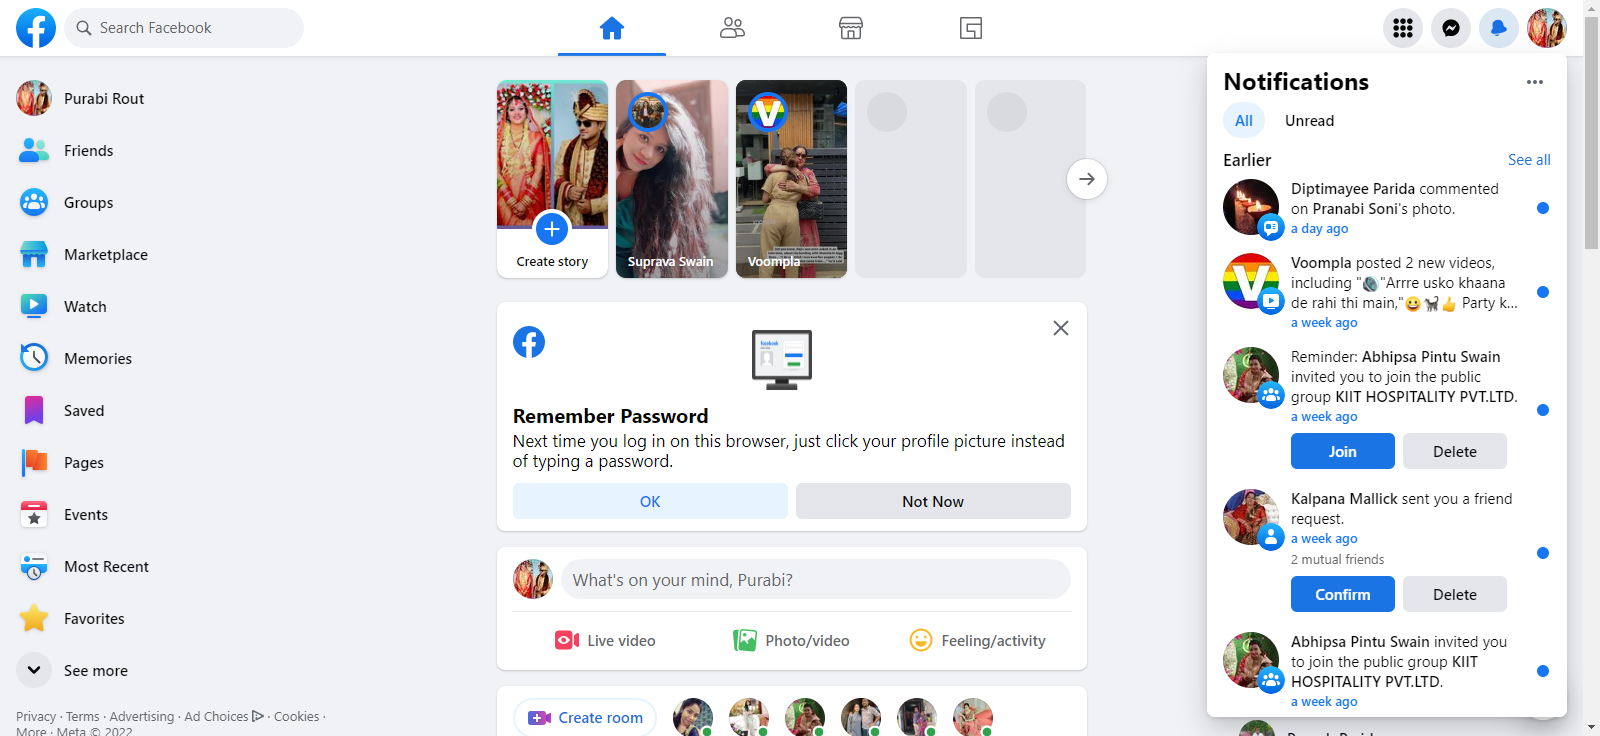 Search Facebook
Purabi Rout
Friends
Groups
Marketplace
Watch
Memories
Saved
Pages
Events
Most Recent
Favorites
See more
Privacy · Terms · Advertising · Ad Choices · Cookies ·
More · Meta © 2022
Create story
Suprava Swain
Voompla
Remember Password
Next time you log in on this browser, just click your profile picture instead
of typing a password.
OK
Not Now
What's on your mind, Purabi?
Live video
Photo/video
Feeling/activity
Create room
Notifications
All
Unread
Earlier
See all
Diptimayee Parida commented
on Pranabi Soni's photo.
a day ago
Voompla posted 2 new videos,
including "🪨"Arrre usko khaana
de rahi thi main,"😀🐈‍⬛👍 Party k...
a week ago
Reminder: Abhipsa Pintu Swain
invited you to join the public
group KIIT HOSPITALITY PVT.LTD.
a week ago
Join
Delete
Kalpana Mallick sent you a friend
request.
a week ago
2 mutual friends
Confirm
Delete
Abhipsa Pintu Swain invited you
to join the public group KIIT
HOSPITALITY PVT.LTD.
a week ago